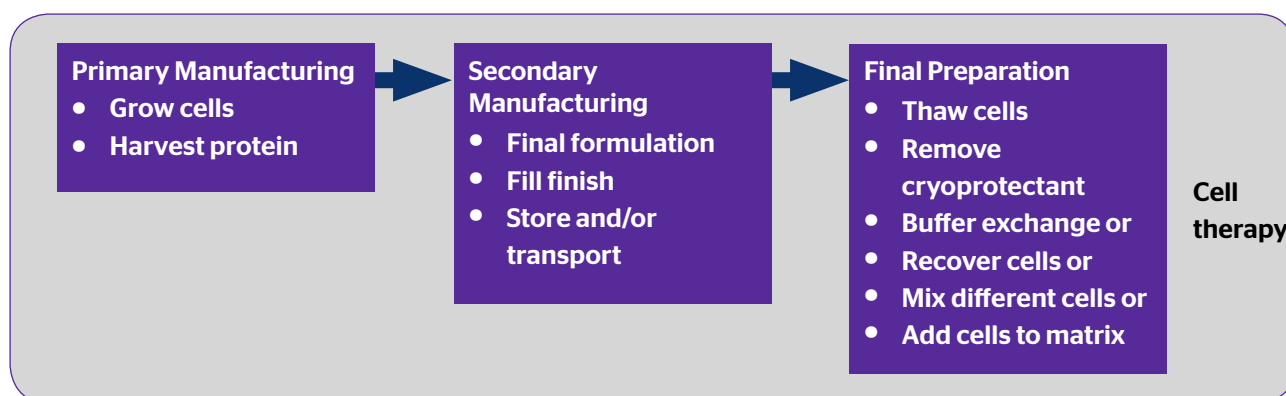 Primary Manufacturing
• Grow cells
• Harvest protein
Secondary
Manufacturing
• Final formulation
• Fill finish
• Store and/or
transport
Final Preparation
• Thaw cells
• Remove
cryoprotectant
• Buffer exchange or
• Recover cells or
• Mix different cells or
• Add cells to matrix
Cell
therapy